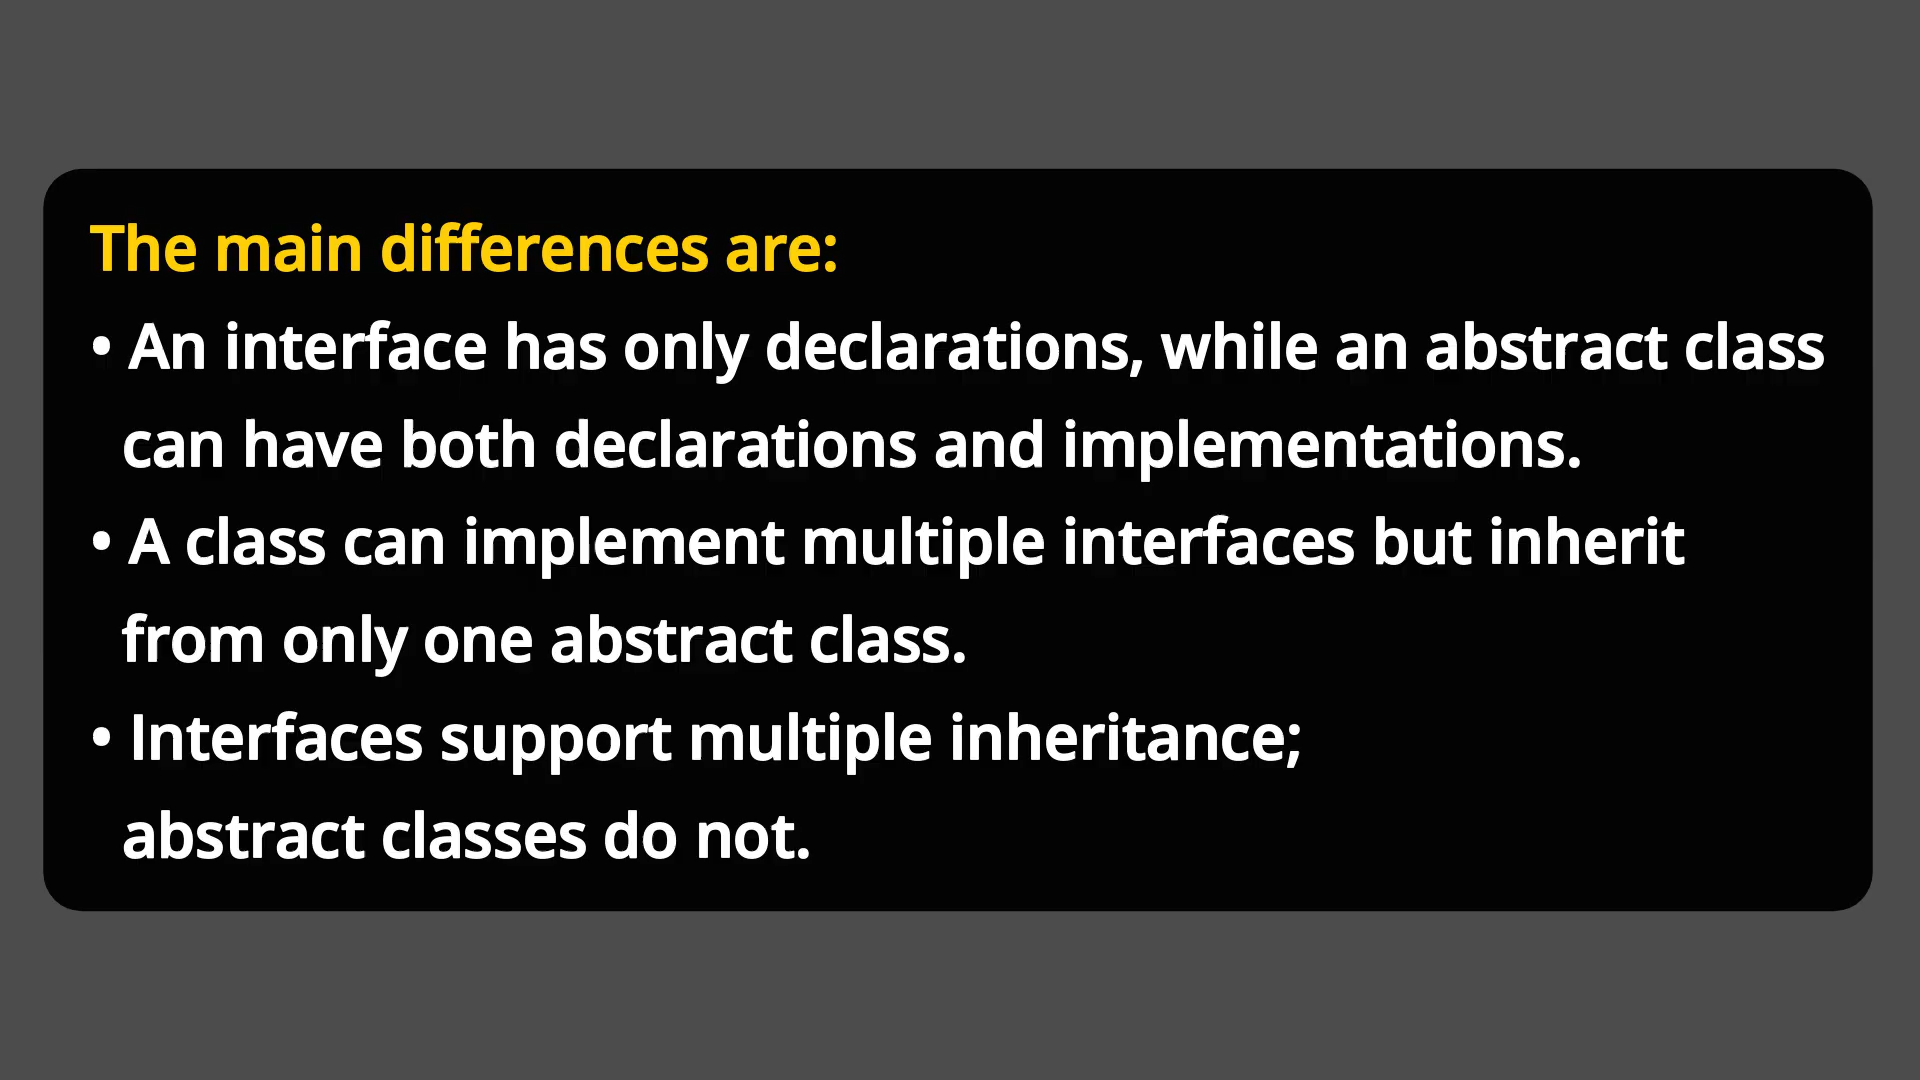 The main differences are:
• An interface has only declarations, while an abstract class
can have both declarations and implementations.
• A class can implement multiple interfaces but inherit
from only one abstract class.
• Interfaces support multiple inheritance;
abstract classes do not.